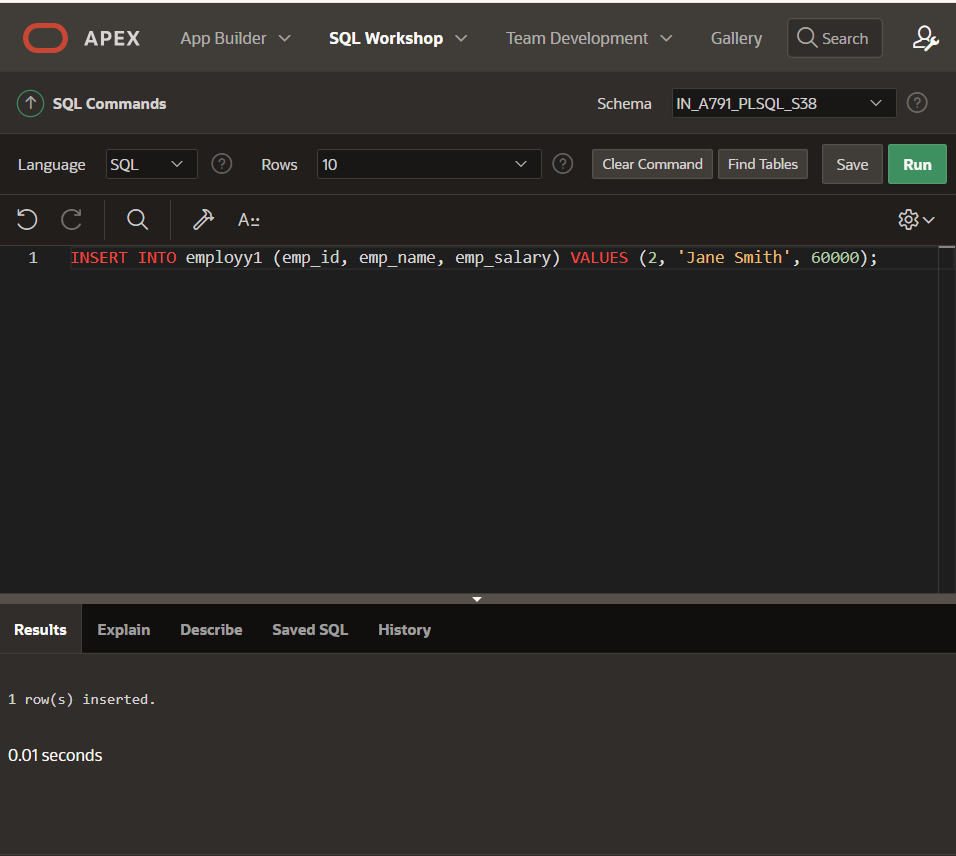 APEX App Builder SQL Workshop Team Development Gallery Search
SQL Commands Schema IN_A791_PLSQL_S38 ?
Language SQL ? Rows 10 ? Clear Command Find Tables Save Run
A::
1 INSERT INTO employy1 (emp_id, emp_name, emp_salary) VALUES (2, 'Jane Smith', 60000);
Results Explain Describe Saved SQL History
1 row(s) inserted.
0.01 seconds